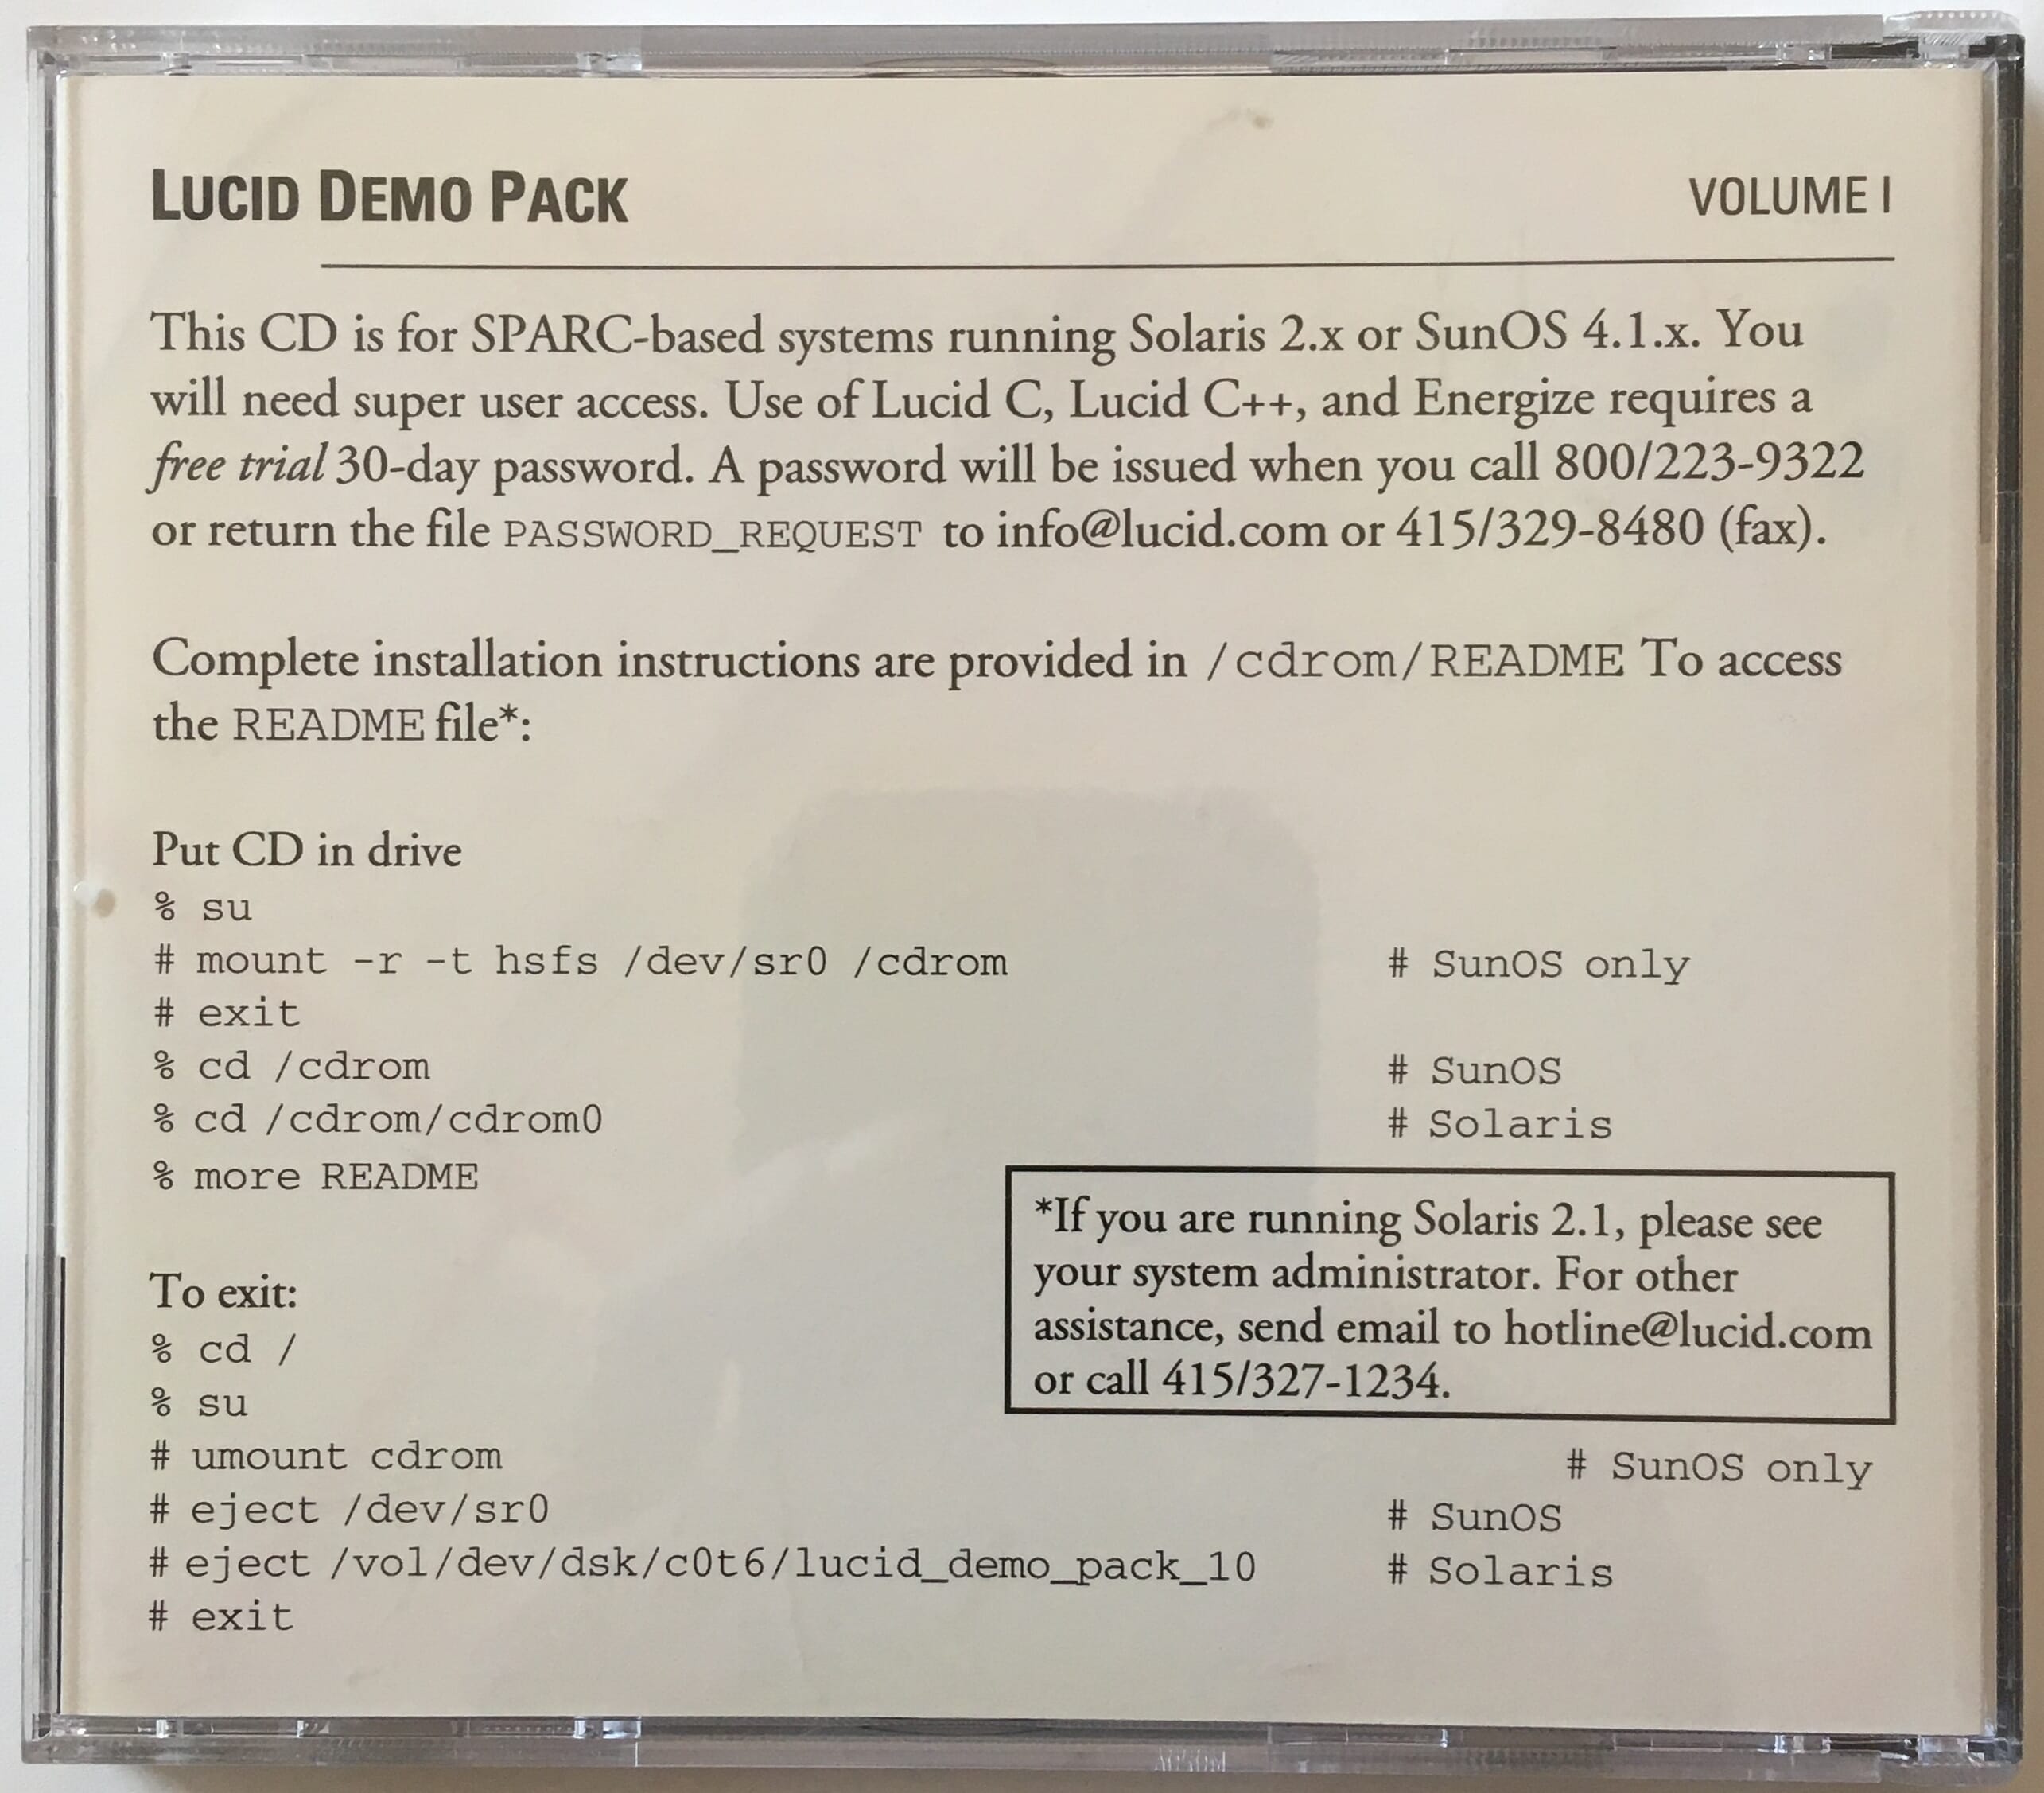 LUCID DEMO PACK VOLUME I
This CD is for SPARC-based systems running Solaris 2.x or SunOS 4.1.x. You
will need super user access. Use of Lucid C, Lucid C++, and Energize requires a
free trial 30-day password. A password will be issued when you call 800/223-9322
or return the file PASSWORD_REQUEST to info@lucid.com or 415/329-8480 (fax).
Complete installation instructions are provided in /cdrom/README To access
the README file*:
Put CD in drive
% su
# mount -r -t hsfs /dev/sr0 /cdrom # SunOS only
# exit
% cd /cdrom # SunOS
% cd /cdrom/cdrom0 # Solaris
% more README
*If you are running Solaris 2.1, please see
your system administrator. For other
assistance, send email to hotline@lucid.com
or call 415/327-1234.
To exit:
% cd /
% su
# umount cdrom # SunOS only
# eject /dev/sr0 # SunOS
# eject /vol/dev/dsk/c0t6/lucid_demo_pack_10 # Solaris
# exit